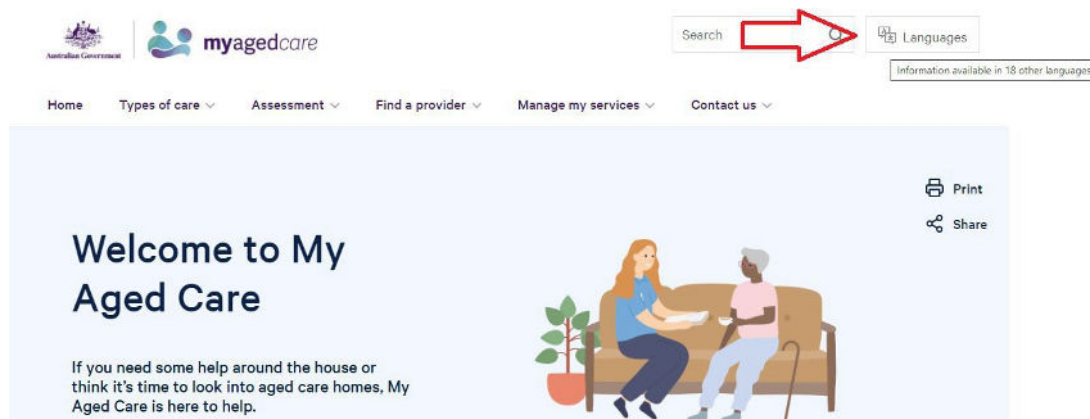 Australian Government
myagedcare
Search
Languages
Information available in 18 other languages
Home Types of care Assessment Find a provider Manage my services Contact us
Print
Share
Welcome to My
Aged Care
If you need some help around the house or
think it's time to look into aged care homes, My
Aged Care is here to help.